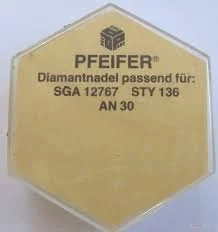 PFEIFER®
Diamantnadel passend für:
SGA 12767 STY 136
AN 30